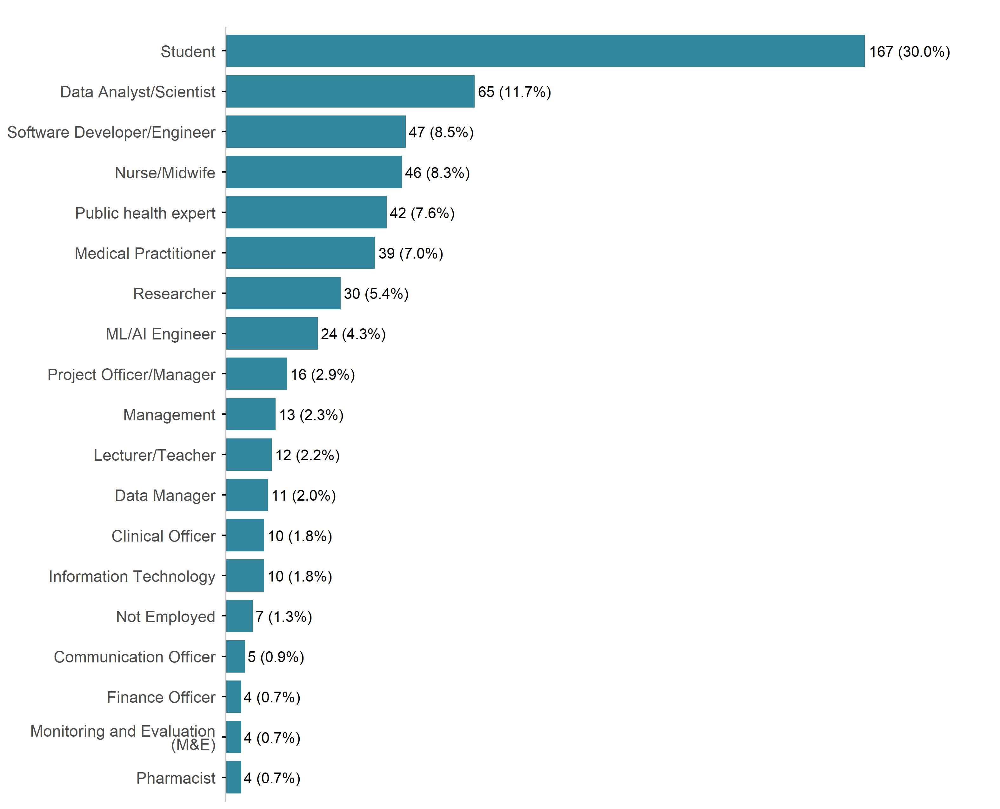 Student 167 (30.0%)
Data Analyst/Scientist 65 (11.7%)
Software Developer/Engineer 47 (8.5%)
Nurse/Midwife 46 (8.3%)
Public health expert 42 (7.6%)
Medical Practitioner 39 (7.0%)
Researcher 30 (5.4%)
ML/AI Engineer 24 (4.3%)
Project Officer/Manager 16 (2.9%)
Management 13 (2.3%)
Lecturer/Teacher 12 (2.2%)
Data Manager 11 (2.0%)
Clinical Officer 10 (1.8%)
Information Technology 10 (1.8%)
Not Employed 7 (1.3%)
Communication Officer 5 (0.9%)
Finance Officer 4 (0.7%)
Monitoring and Evaluation
(M&E) 4 (0.7%)
Pharmacist 4 (0.7%)